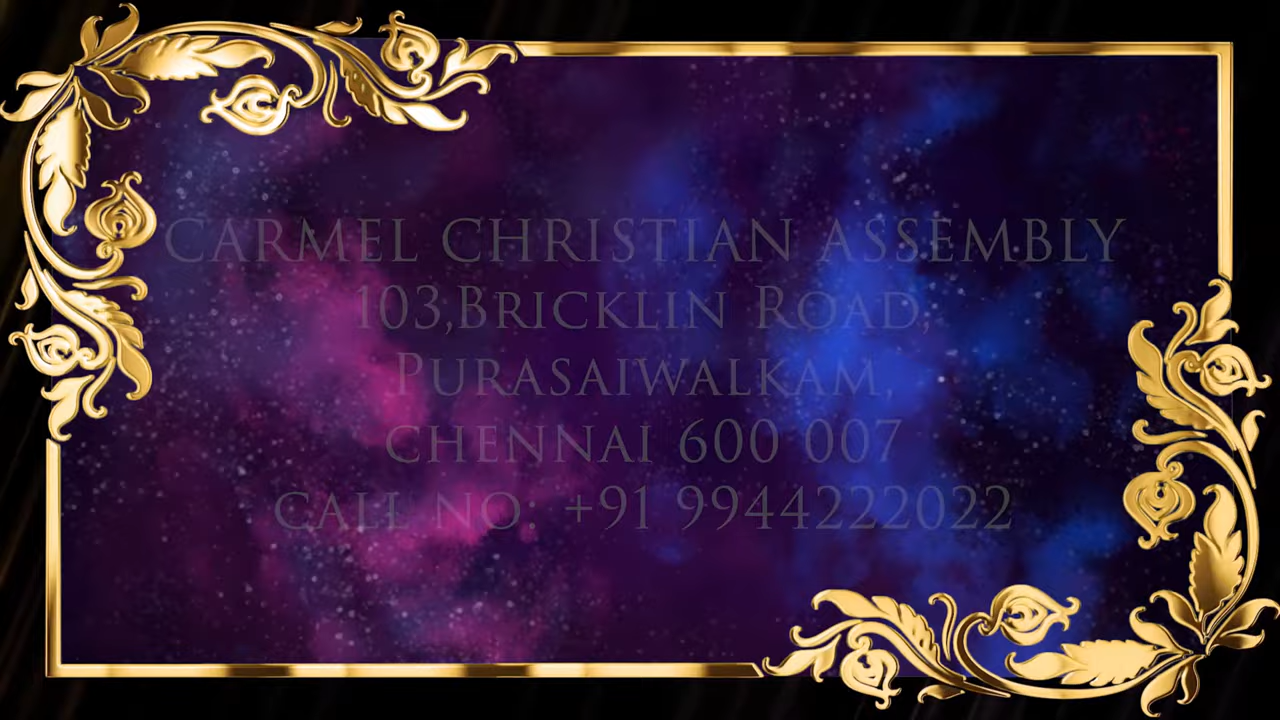 CARMEL CHRISTIAN ASSEMBLY
103,BRICKLIN ROAD,
PURASAIWALKAM,
CHENNAI 600 007
CALL NO: +91 9944222022